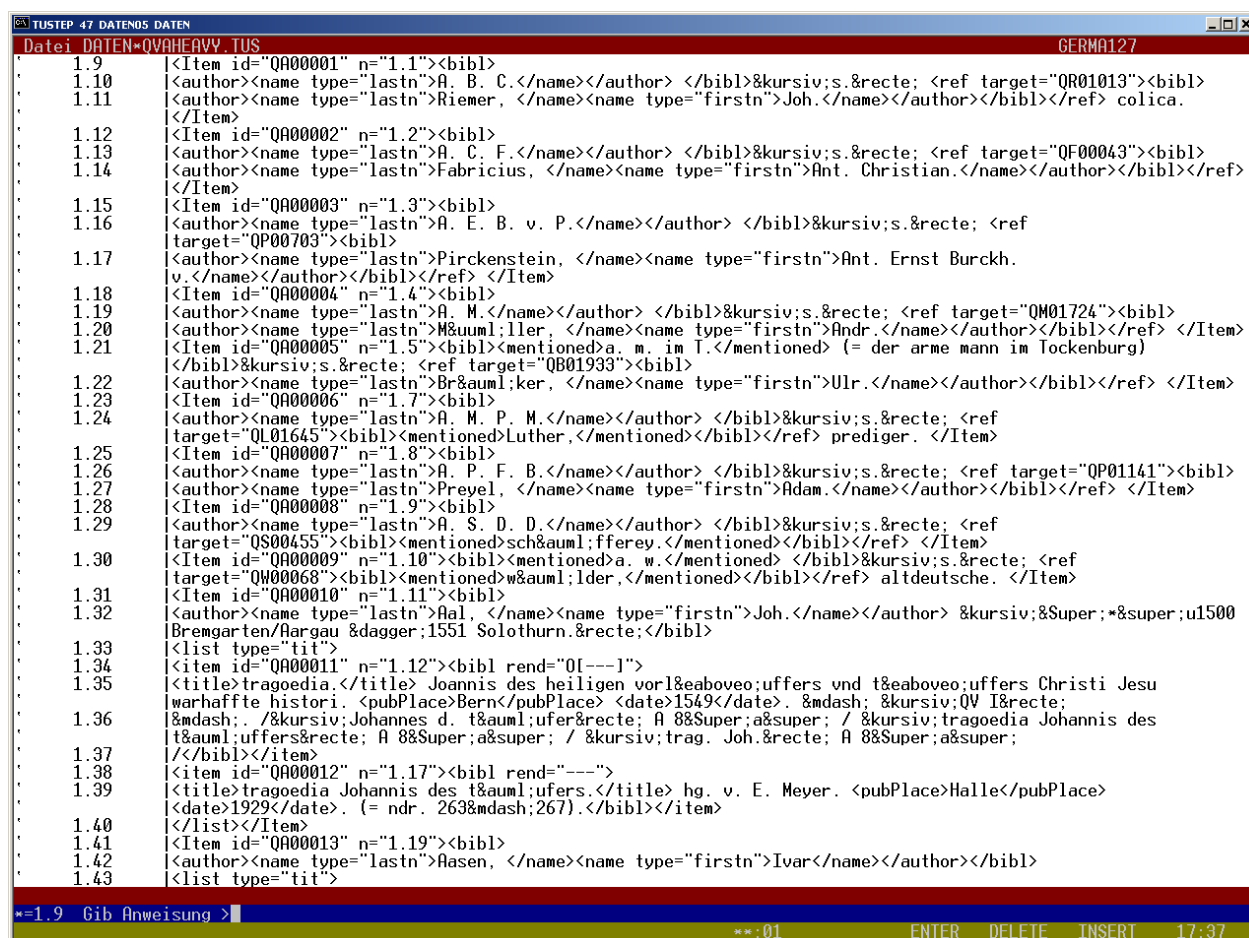 TUSTEP 47 DATEN05 DATEN
Datei DATEN*QVAHEAVY.TUS GERMA127
' 1.9 |<Item id="QA00001" n="1.1"><bibl>
' 1.10 |<author><name type="lastn">A. B. C.</name></author> </bibl>&kursiv;s.&recte; <ref target="QR01013"><bibl>
' 1.11 |<author><name type="lastn">Riemer, </name><name type="firstn">Joh.</name></author></bibl></ref> colica.
' |</Item>
' 1.12 |<Item id="QA00002" n="1.2"><bibl>
' 1.13 |<author><name type="lastn">A. C. F.</name></author> </bibl>&kursiv;s.&recte; <ref target="QF00043"><bibl>
' 1.14 |<author><name type="lastn">Fabricius, </name><name type="firstn">Ant. Christian.</name></author></bibl></ref>
' |</Item>
' 1.15 |<Item id="QA00003" n="1.3"><bibl>
' 1.16 |<author><name type="lastn">A. E. B. v. P.</name></author> </bibl>&kursiv;s.&recte; <ref
' |target="QP00703"><bibl>
' 1.17 |<author><name type="lastn">Pirckenstein, </name><name type="firstn">Ant. Ernst Burckh.
' |v.</name></author></bibl></ref> </Item>
' 1.18 |<Item id="QA00004" n="1.4"><bibl>
' 1.19 |<author><name type="lastn">A. M.</name></author> </bibl>&kursiv;s.&recte; <ref target="QM01724"><bibl>
' 1.20 |<author><name type="lastn">M&uuml;ller, </name><name type="firstn">Andr.</name></author></bibl></ref> </Item>
' 1.21 |<Item id="QA00005" n="1.5"><bibl><mentioned>a. m. im T.</mentioned> (= der arme mann im Tockenburg)
' |</bibl>&kursiv;s.&recte; <ref target="QB01933"><bibl>
' 1.22 |<author><name type="lastn">Br&auml;ker, </name><name type="firstn">Ulr.</name></author></bibl></ref> </Item>
' 1.23 |<Item id="QA00006" n="1.7"><bibl>
' 1.24 |<author><name type="lastn">A. M. P. M.</name></author> </bibl>&kursiv;s.&recte; <ref
' |target="QL01645"><bibl><mentioned>Luther,</mentioned></bibl></ref> prediger. </Item>
' 1.25 |<Item id="QA00007" n="1.8"><bibl>
' 1.26 |<author><name type="lastn">A. P. F. B.</name></author> </bibl>&kursiv;s.&recte; <ref target="QP01141"><bibl>
' 1.27 |<author><name type="lastn">Preyel, </name><name type="firstn">Adam.</name></author></bibl></ref> </Item>
' 1.28 |<Item id="QA00008" n="1.9"><bibl>
' 1.29 |<author><name type="lastn">A. S. D. D.</name></author> </bibl>&kursiv;s.&recte; <ref
' |target="QS00455"><bibl><mentioned>sch&auml;fferey.</mentioned></bibl></ref> </Item>
' 1.30 |<Item id="QA00009" n="1.10"><bibl><mentioned>a. w.</mentioned> </bibl>&kursiv;s.&recte; <ref
' |target="QW00068"><bibl><mentioned>w&auml;lder,</mentioned></bibl></ref> altdeutsche. </Item>
' 1.31 |<Item id="QA00010" n="1.11"><bibl>
' 1.32 |<author><name type="lastn">Aal, </name><name type="firstn">Joh.</name></author> &kursiv;&Super;*&super;u1500
' |Bremgarten/Aargau &dagger;1551 Solothurn.&recte;</bibl>
' 1.33 |<list type="tit">
' 1.34 |<item id="QA00011" n="1.12"><bibl rend="O[---]">
' 1.35 |<title>tragoedia.</title> Joannis des heiligen vorl&eaboveo;uffers vnd t&eaboveo;uffers Christi Jesu
' |warhaffte histori. <pubPlace>Bern</pubPlace> <date>1549</date>. &mdash; &kursiv;QV I&recte;
' 1.36 |&mdash;. /&kursiv;Johannes d. t&auml;ufer&recte; A 8&Super;a&super; / &kursiv;tragoedia Johannis des
' |t&auml;uffers&recte; A 8&Super;a&super; / &kursiv;trag. Joh.&recte; A 8&Super;a&super;
' 1.37 |/</bibl></item>
' 1.38 |<item id="QA00012" n="1.17"><bibl rend="---">
' 1.39 |<title>tragoedia Johannis des t&auml;ufers.</title> hg. v. E. Meyer. <pubPlace>Halle</pubPlace>
' |<date>1929</date>. (= ndr. 263&mdash;267).</bibl></item>
' 1.40 |</list></Item>
' 1.41 |<Item id="QA00013" n="1.19"><bibl>
' 1.42 |<author><name type="lastn">Aasen, </name><name type="firstn">Ivar</name></author></bibl>
' 1.43 |<list type="tit">
*=1.9 Gib Anweisung >
**:01 ENTER DELETE INSERT 17:37